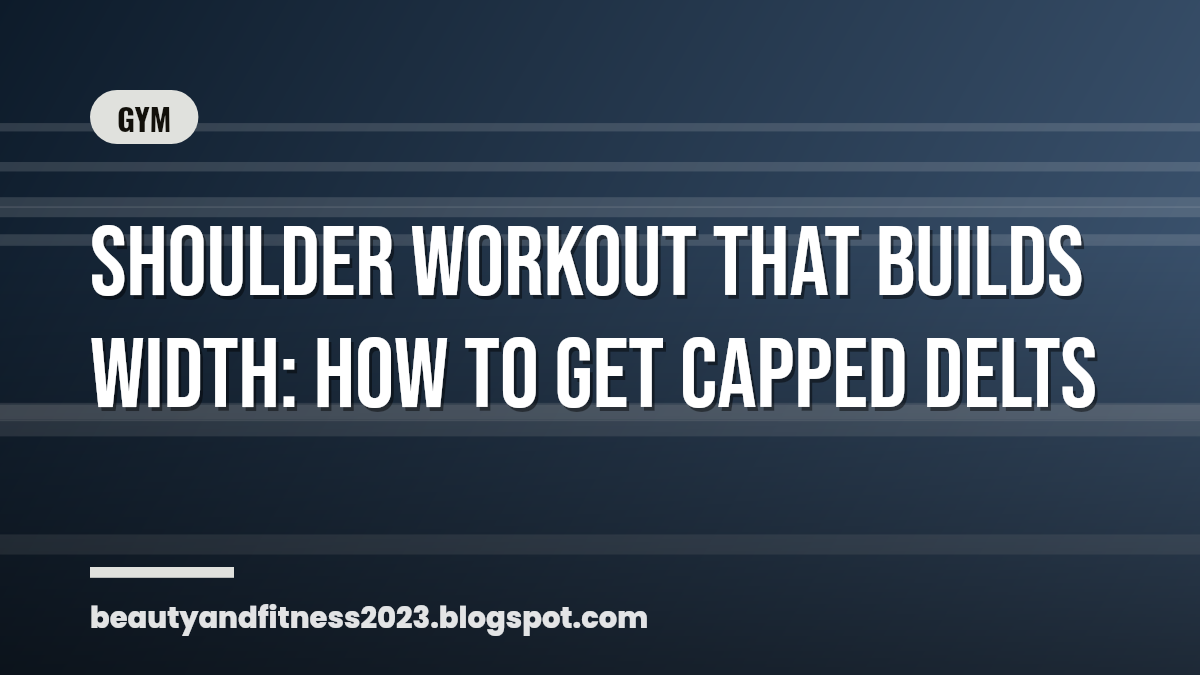 GYM
SHOULDER WORKOUT THAT BUILDS
WIDTH: HOW TO GET CAPPED DELTS
beautyandfitness2023.blogspot.com